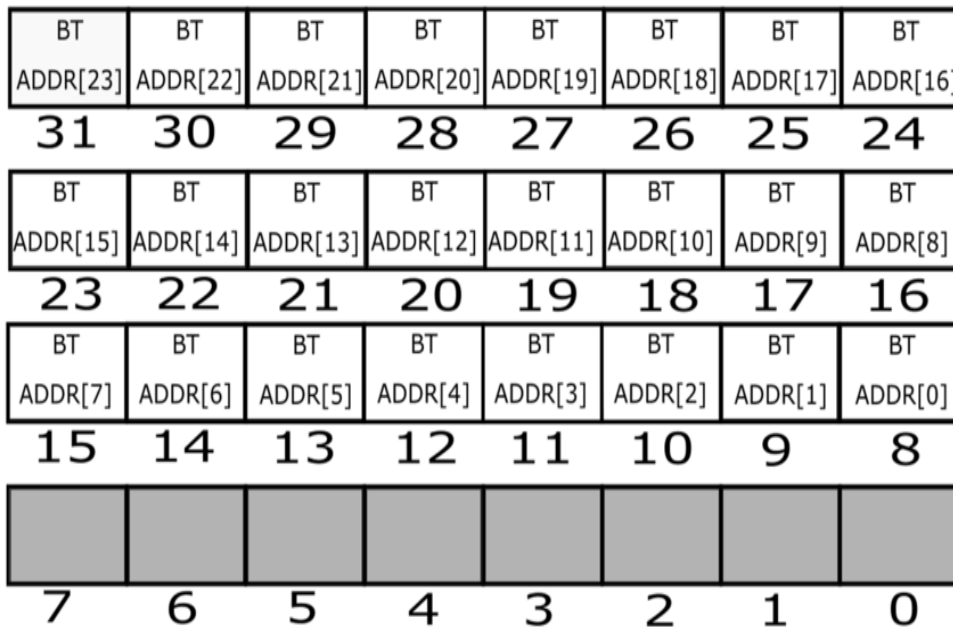 BT BT BT BT BT BT BT BT
ADDR[23] ADDR[22] ADDR[21] ADDR[20] ADDR[19] ADDR[18] ADDR[17] ADDR[16]
31 30 29 28 27 26 25 24
BT BT BT BT BT BT BT BT
ADDR[15] ADDR[14] ADDR[13] ADDR[12] ADDR[11] ADDR[10] ADDR[9] ADDR[8]
23 22 21 20 19 18 17 16
BT BT BT BT BT BT BT BT
ADDR[7] ADDR[6] ADDR[5] ADDR[4] ADDR[3] ADDR[2] ADDR[1] ADDR[0]
15 14 13 12 11 10 9 8
7 6 5 4 3 2 1 0